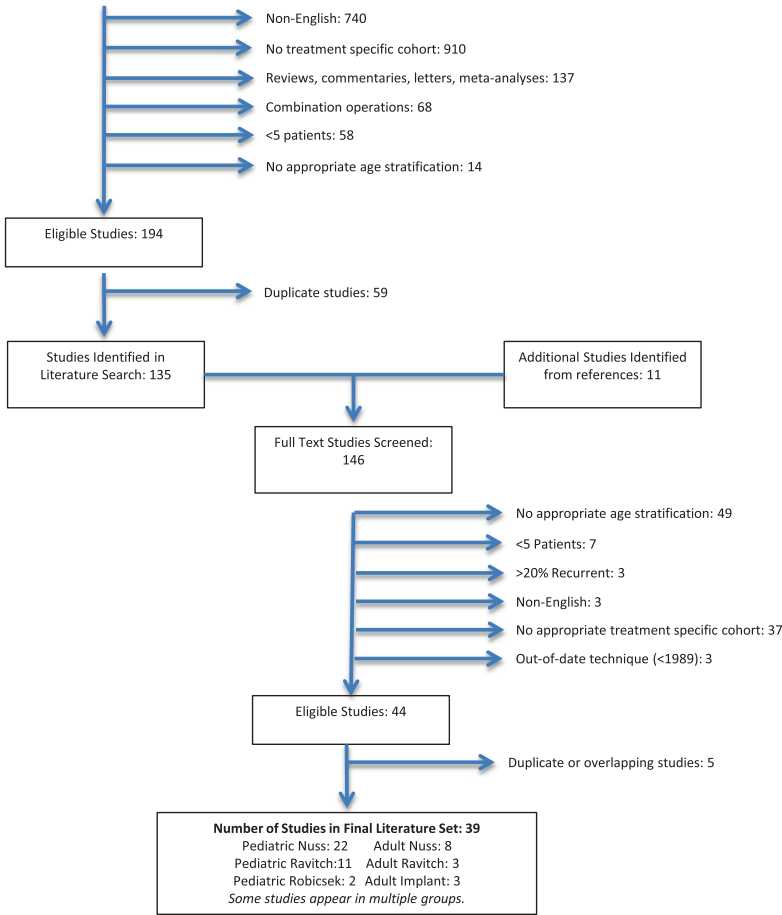 Non-English: 740
No treatment specific cohort: 910
Reviews, commentaries, letters, meta-analyses: 137
Combination operations: 68
<5 patients: 58
No appropriate age stratification: 14
Eligible Studies: 194
Duplicate studies: 59
Studies Identified in
Literature Search: 135
Additional Studies Identified
from references: 11
Full Text Studies Screened:
146
No appropriate age stratification: 49
<5 Patients: 7
>20% Recurrent: 3
Non-English: 3
No appropriate treatment specific cohort: 37
Out-of-date technique (<1989): 3
Eligible Studies: 44
Duplicate or overlapping studies: 5
Number of Studies in Final Literature Set: 39
Pediatric Nuss: 22 Adult Nuss: 8
Pediatric Ravitch:11 Adult Ravitch: 3
Pediatric Robicsek: 2 Adult Implant: 3
Some studies appear in multiple groups.